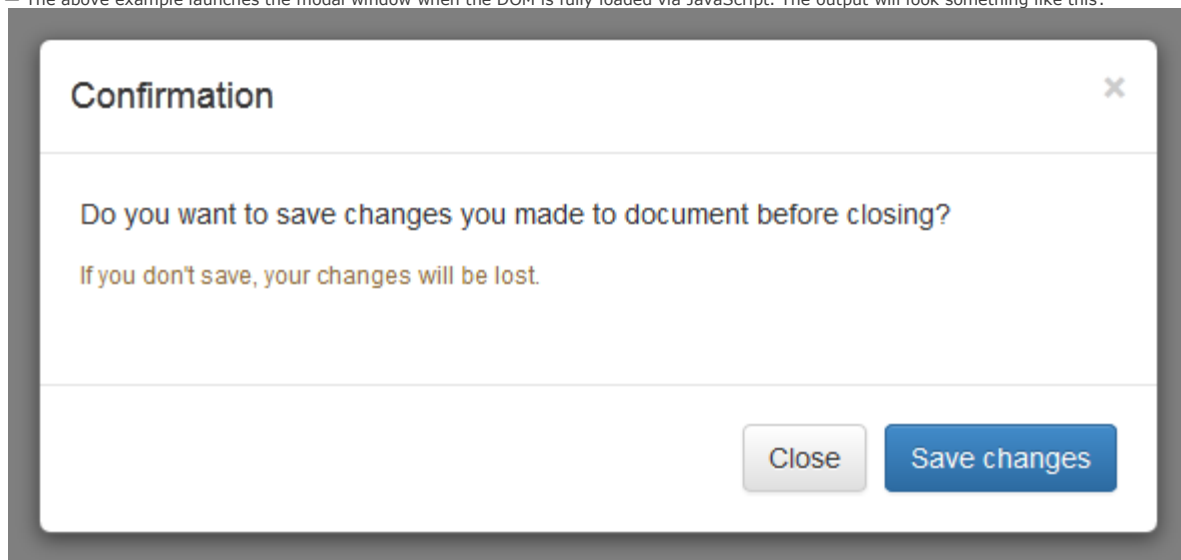 The above example launches the modal window when the DOM is fully loaded via JavaScript. The output will look something like this:
Confirmation ×
Do you want to save changes you made to document before closing?
If you don't save, your changes will be lost.
Close Save changes